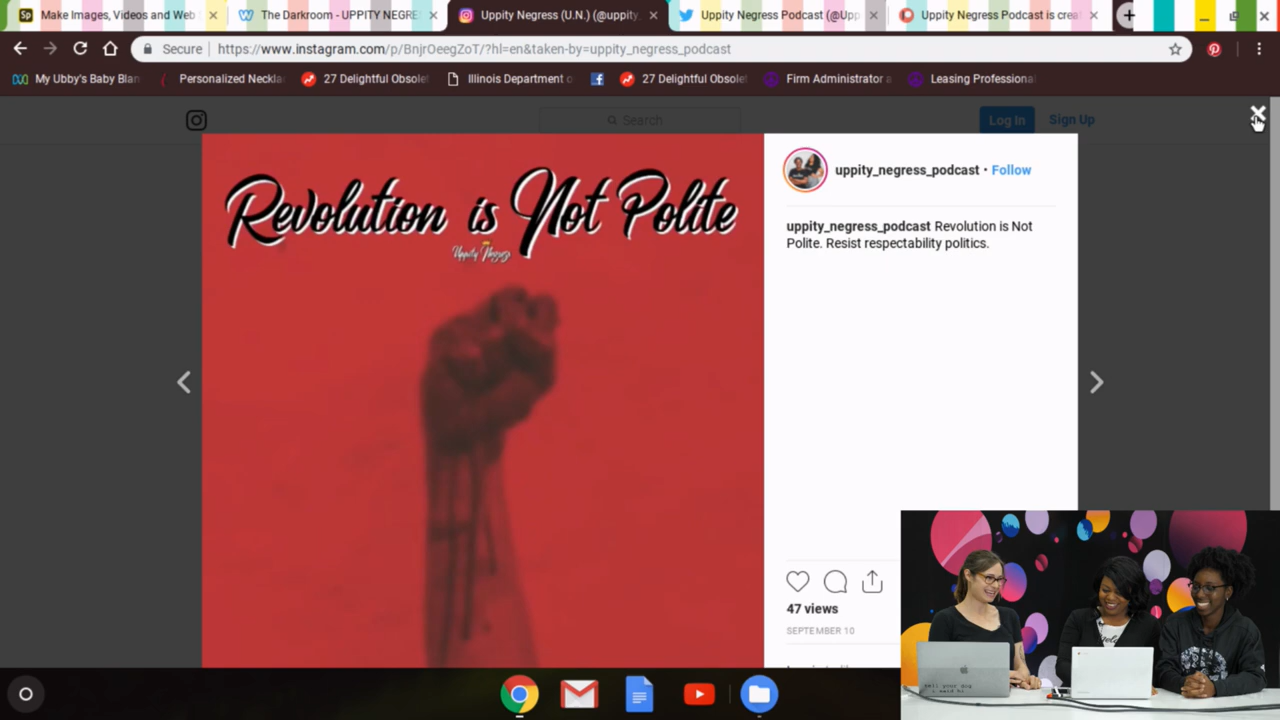 Make Images, Videos and Web
The Darkroom - UPPITY NEGRE
Uppity Negress (U.N.) (@uppity_
Uppity Negress Podcast (@Upp
Uppity Negress Podcast is crea
Secure
https://www.instagram.com/p/BnjrOeegZoT/?hl=en&taken-by=uppity_negress_podcast
My Ubby's Baby Blan
Personalized Neckla
27 Delightful Obsole
Illinois Department o
27 Delightful Obsole
Firm Administrator a
Leasing Professiona
Search
Log In
Sign Up
Revolution is Not Polite
Uppity Negress
uppity_negress_podcast • Follow
uppity_negress_podcast Revolution is Not
Polite. Resist respectability politics.
47 views
SEPTEMBER 10